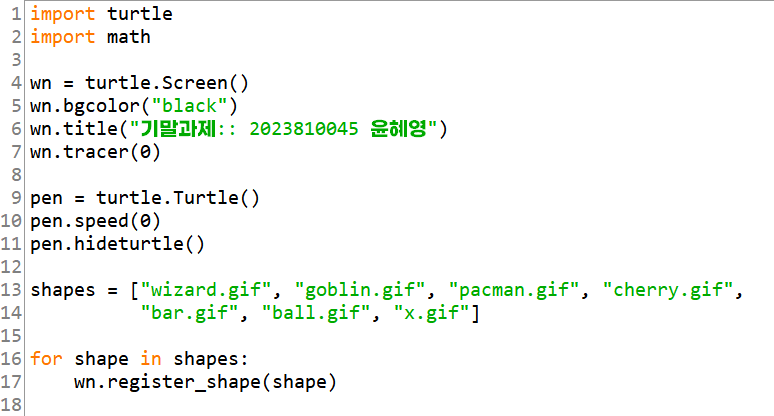 1 import turtle
2 import math
3
4 wn = turtle.Screen()
5 wn.bgcolor("black")
6 wn.title("기말과제:: 2023810045 윤혜영")
7 wn.tracer(0)
8
9 pen = turtle.Turtle()
10 pen.speed(0)
11 pen.hideturtle()
12
13 shapes = ["wizard.gif", "goblin.gif", "pacman.gif", "cherry.gif",
14           "bar.gif", "ball.gif", "x.gif"]
15
16 for shape in shapes:
17     wn.register_shape(shape)
18